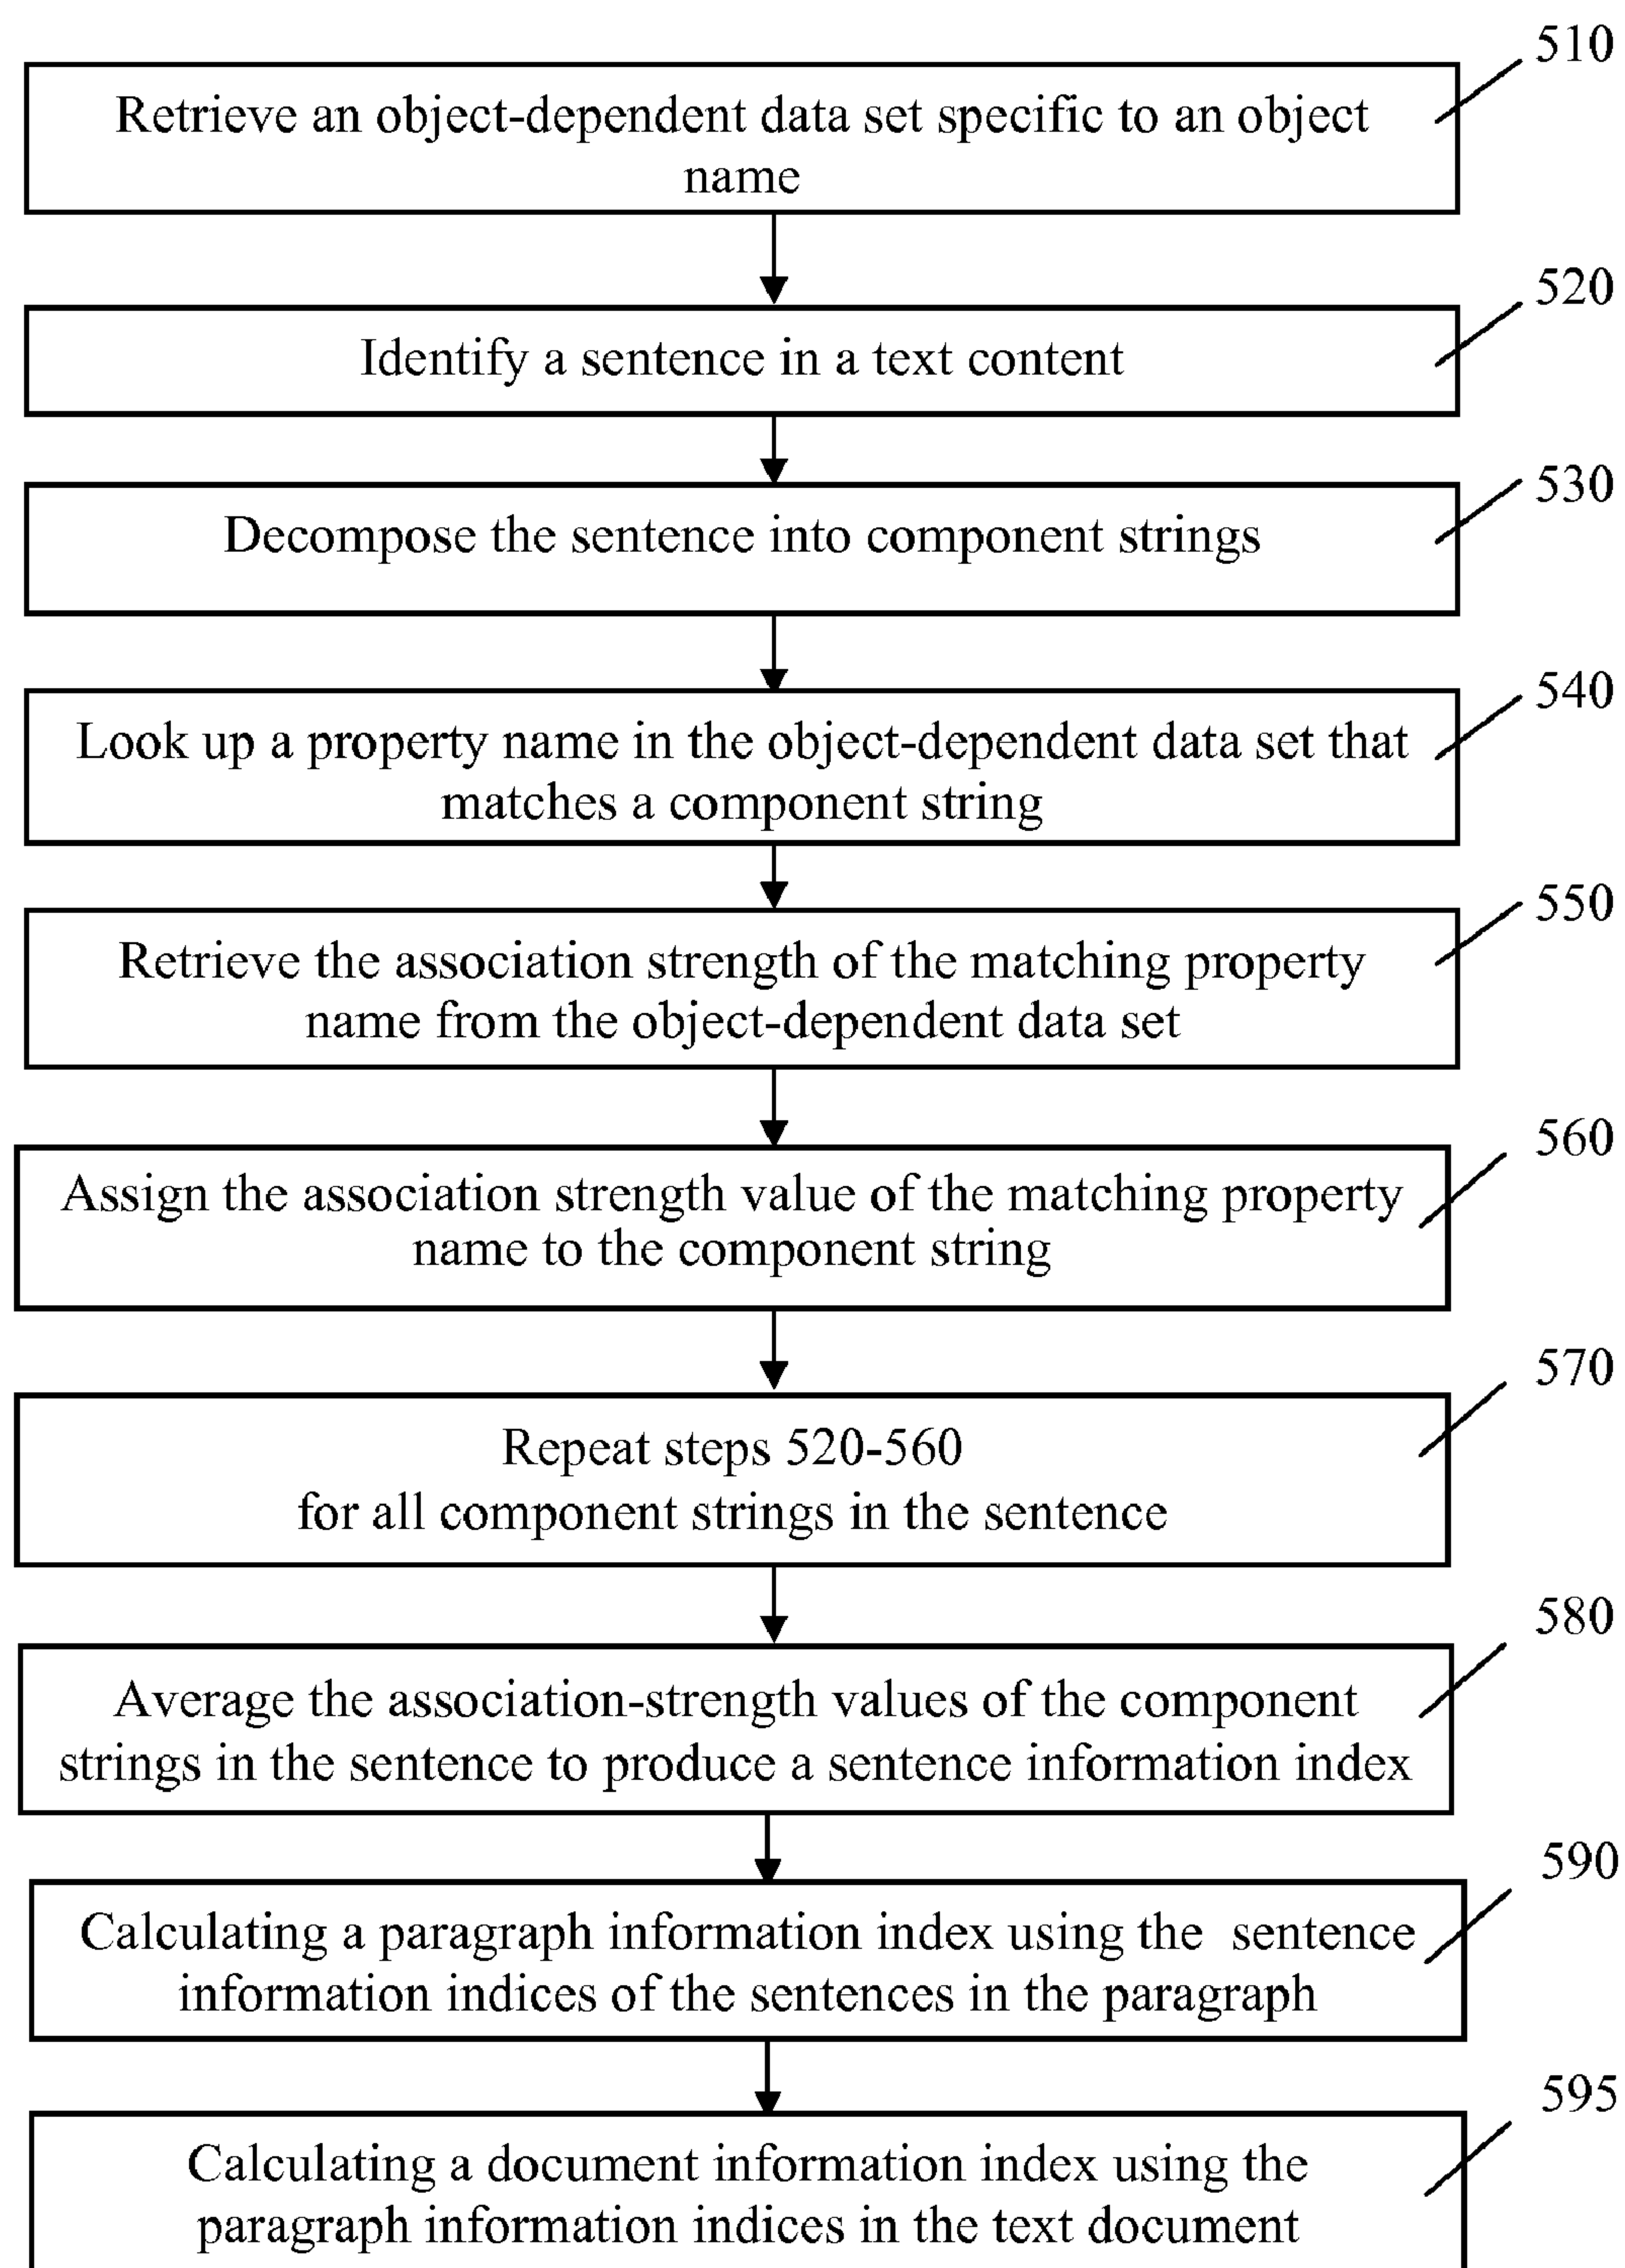 510
Retrieve an object-dependent data set specific to an object
name
520
Identify a sentence in a text content
530
Decompose the sentence into component strings
540
Look up a property name in the object-dependent data set that
matches a component string
550
Retrieve the association strength of the matching property
name from the object-dependent data set
560
Assign the association strength value of the matching property
name to the component string
570
Repeat steps 520-560
for all component strings in the sentence
580
Average the association-strength values of the component
strings in the sentence to produce a sentence information index
590
Calculating a paragraph information index using the sentence
information indices of the sentences in the paragraph
595
Calculating a document information index using the
paragraph information indices in the text document